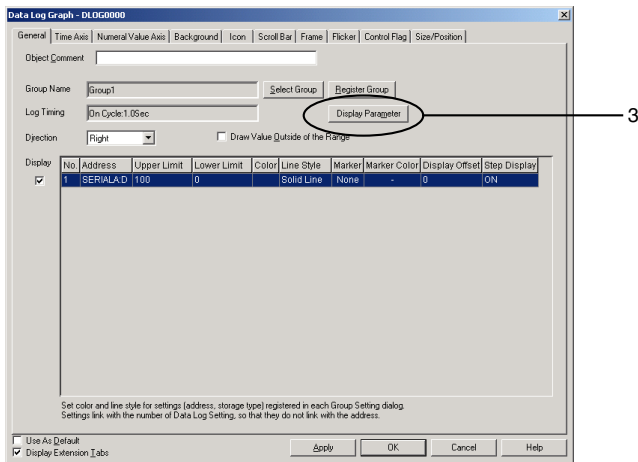 Data Log Graph - DLOG0000
General Time Axis Numeral Value Axis Background Icon Scroll Bar Frame Flicker Control Flag Size/Position
Object Comment
Group Name Group1 Select Group Register Group
Log Timing On Cycle:1.0Sec Display Parameter 3
Direction Right Draw Value Outside of the Range
Display No. Address Upper Limit Lower Limit Color Line Style Marker Marker Color Display Offset Step Display
1 SERIALA:D 100 0 Solid Line None - 0 ON
Set color and line style for settings (address, storage type) registered in each Group Setting dialog.
Settings link with the number of Data Log Setting, so that they do not link with the address.
Use As Default
Display Extension Tabs Apply OK Cancel Help